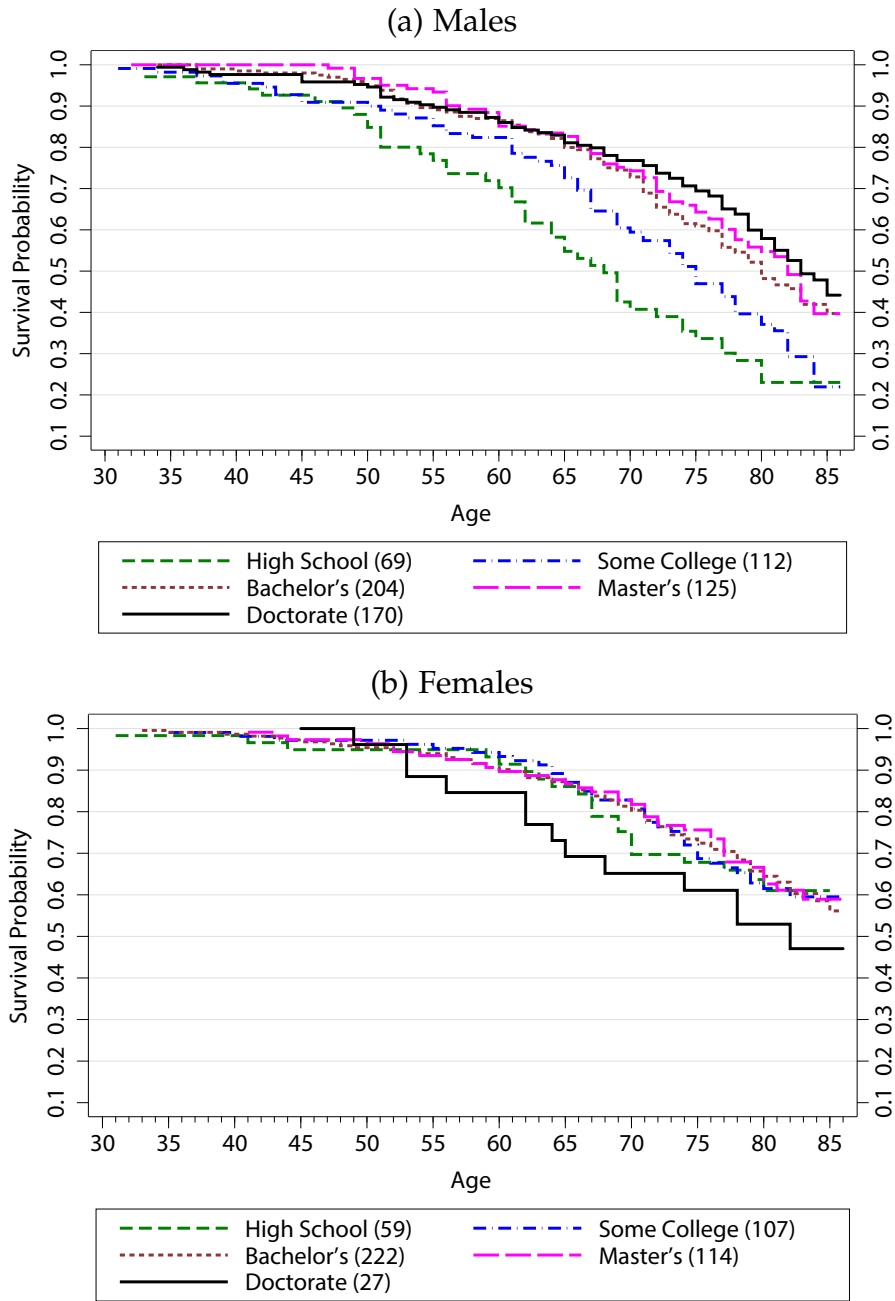 (a) Males
1.0 1.0
0.9 0.9
0.8 0.8
0.7 0.7
0.6 0.6
0.5 0.5
0.4 0.4
0.3 0.3
0.2 0.2
0.1 0.1
Survival Probability
30 35 40 45 50 55 60 65 70 75 80 85
Age
High School (69) Some College (112)
Bachelor's (204) Master's (125)
Doctorate (170)
(b) Females
1.0 1.0
0.9 0.9
0.8 0.8
0.7 0.7
0.6 0.6
0.5 0.5
0.4 0.4
0.3 0.3
0.2 0.2
0.1 0.1
Survival Probability
30 35 40 45 50 55 60 65 70 75 80 85
Age
High School (59) Some College (107)
Bachelor's (222) Master's (114)
Doctorate (27)